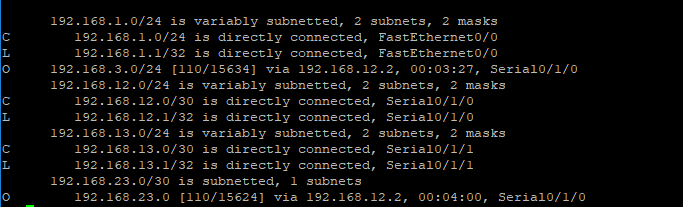 192.168.1.0/24 is variably subnetted, 2 subnets, 2 masks
C        192.168.1.0/24 is directly connected, FastEthernet0/0
L        192.168.1.1/32 is directly connected, FastEthernet0/0
O     192.168.3.0/24 [110/15634] via 192.168.12.2, 00:03:27, Serial0/1/0
      192.168.12.0/24 is variably subnetted, 2 subnets, 2 masks
C        192.168.12.0/30 is directly connected, Serial0/1/0
L        192.168.12.1/32 is directly connected, Serial0/1/0
      192.168.13.0/24 is variably subnetted, 2 subnets, 2 masks
C        192.168.13.0/30 is directly connected, Serial0/1/1
L        192.168.13.1/32 is directly connected, Serial0/1/1
      192.168.23.0/30 is subnetted, 1 subnets
O        192.168.23.0 [110/15624] via 192.168.12.2, 00:04:00, Serial0/1/0